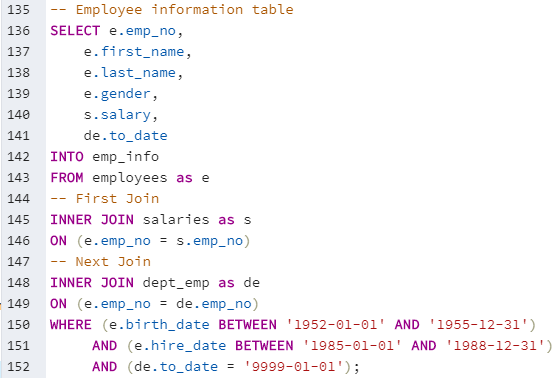 135 -- Employee information table
136 SELECT e.emp_no,
137     e.first_name,
138     e.last_name,
139     e.gender,
140     s.salary,
141     de.to_date
142 INTO emp_info
143 FROM employees as e
144 -- First Join
145 INNER JOIN salaries as s
146 ON (e.emp_no = s.emp_no)
147 -- Next Join
148 INNER JOIN dept_emp as de
149 ON (e.emp_no = de.emp_no)
150 WHERE (e.birth_date BETWEEN '1952-01-01' AND '1955-12-31')
151      AND (e.hire_date BETWEEN '1985-01-01' AND '1988-12-31')
152      AND (de.to_date = '9999-01-01');